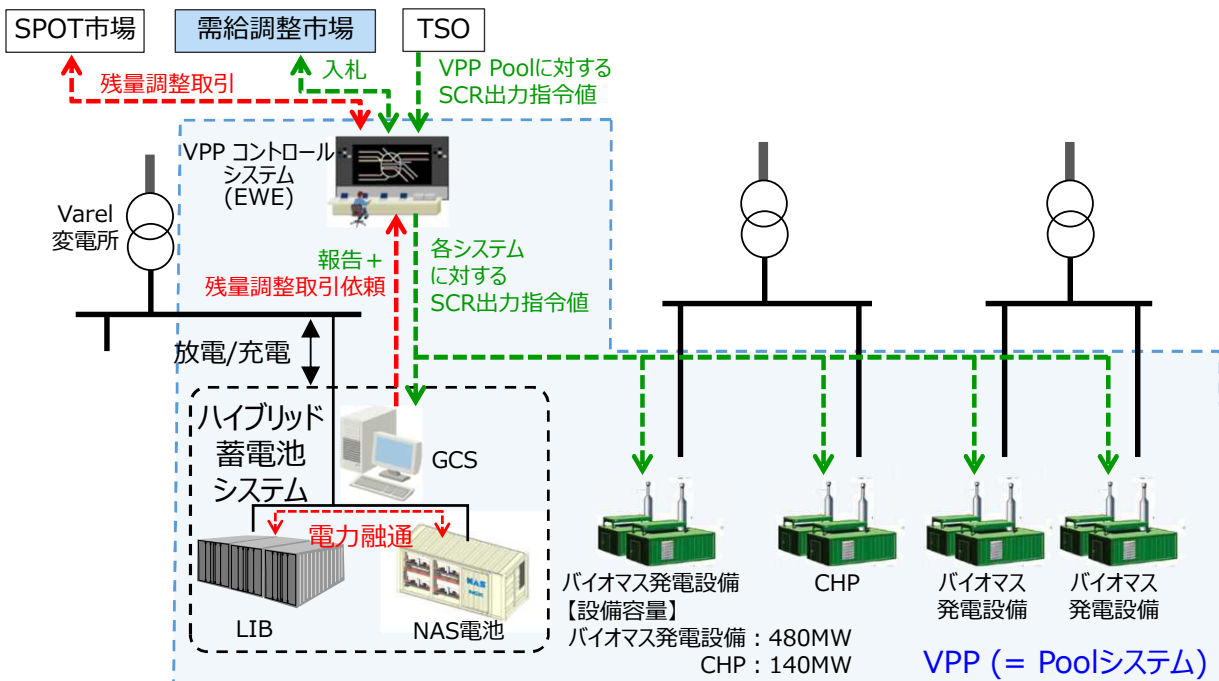 SPOT市場
需給調整市場
TSO
残量調整取引
入札
VPP Poolに対する
SCR出力指令値
VPP コントロール
システム
(EWE)
Varel
変電所
報告＋
残量調整取引依頼
各システム
に対する
SCR出力指令値
放電/充電
ハイブリッド
蓄電池
システム
GCS
電力融通
NAS
NGK
LIB
NAS電池
バイオマス発電設備
CHP
バイオマス
発電設備
バイオマス
発電設備
【設備容量】
バイオマス発電設備：480MW
CHP：140MW
VPP (= Poolシステム)